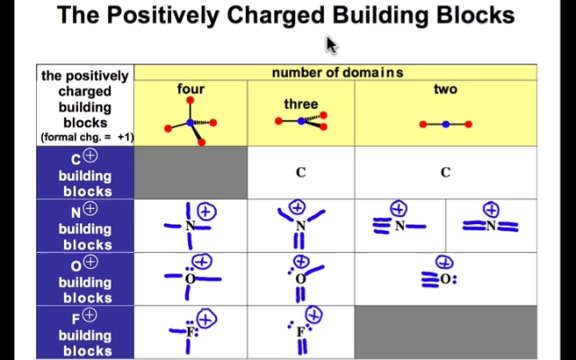 The Positively Charged Building Blocks
the positively
charged
building
blocks
(formal chg. = +1)
number of domains
four
three
two
C⊕
building
blocks
C
C
N⊕
building
blocks
N⊕
N⊕
N⊕
N⊕
O⊕
building
blocks
O⊕
O⊕
O:⊕
F⊕
building
blocks
F:⊕
F⊕